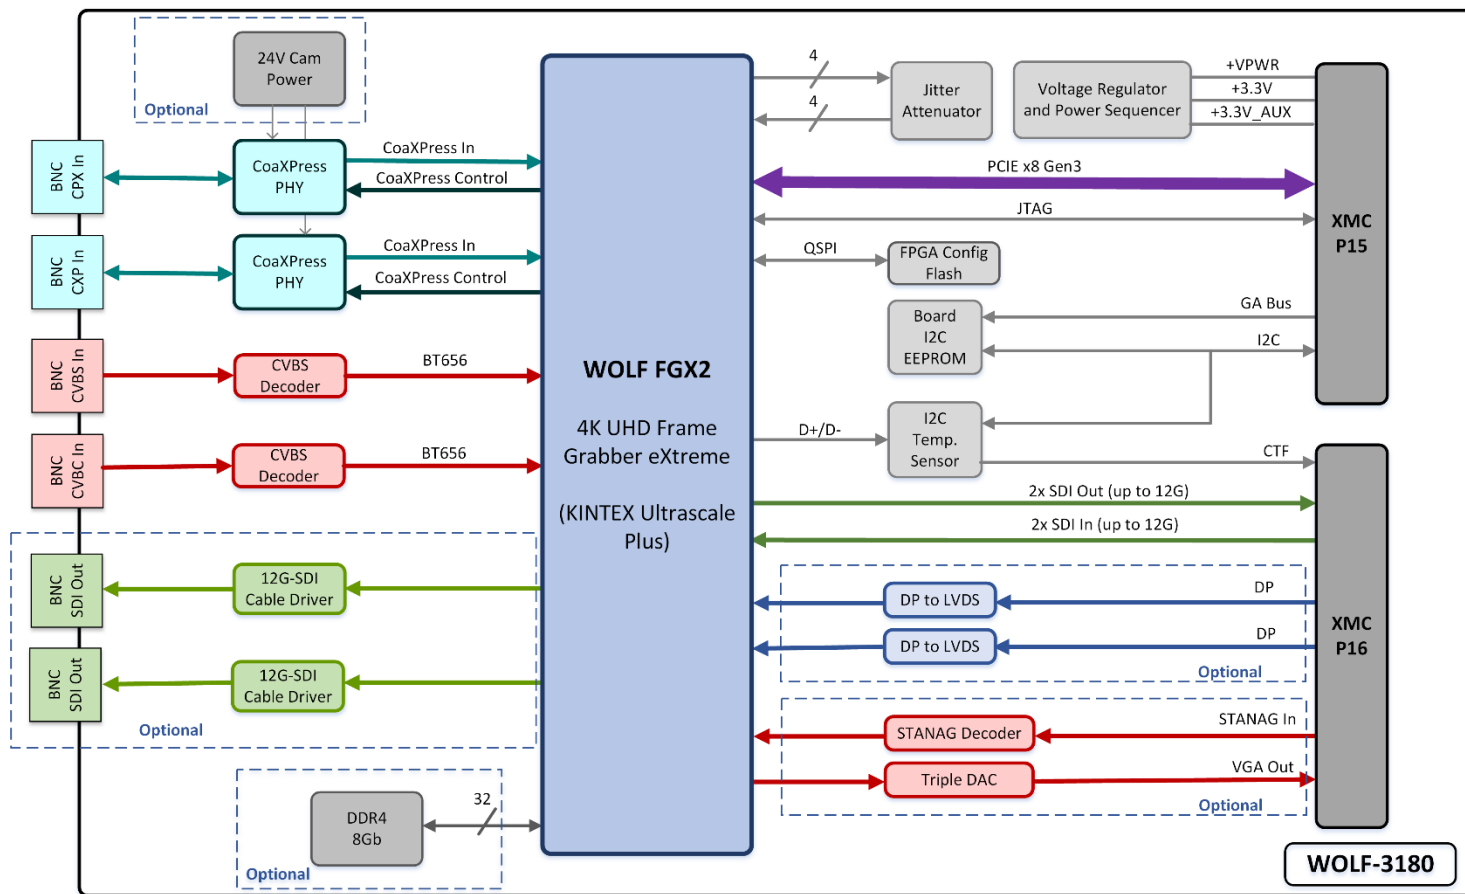 24V Cam
Power
Optional
BNC
CPX In
CoaXPress
PHY
CoaXPress In
CoaXPress Control
BNC
CXP In
CoaXPress
PHY
CoaXPress In
CoaXPress Control
BNC
CVBS In
CVBS
Decoder
BT656
BNC
CVBC In
CVBS
Decoder
BT656
BNC
SDI Out
12G-SDI
Cable Driver
BNC
SDI Out
12G-SDI
Cable Driver
Optional
DDR4
8Gb
32
Optional
WOLF FGX2
4K UHD Frame
Grabber eXtreme
(KINTEX Ultrascale
Plus)
4
4
Jitter
Attenuator
Voltage Regulator
and Power Sequencer
+VPWR
+3.3V
+3.3V_AUX
PCIE x8 Gen3
JTAG
XMC
P15
QSPI
FPGA Config
Flash
Board
I2C
EEPROM
GA Bus
I2C
D+/D-
I2C
Temp.
Sensor
CTF
2x SDI Out (up to 12G)
2x SDI In (up to 12G)
DP to LVDS
DP
DP to LVDS
DP
Optional
XMC
P16
STANAG Decoder
STANAG In
Triple DAC
VGA Out
Optional
WOLF-3180